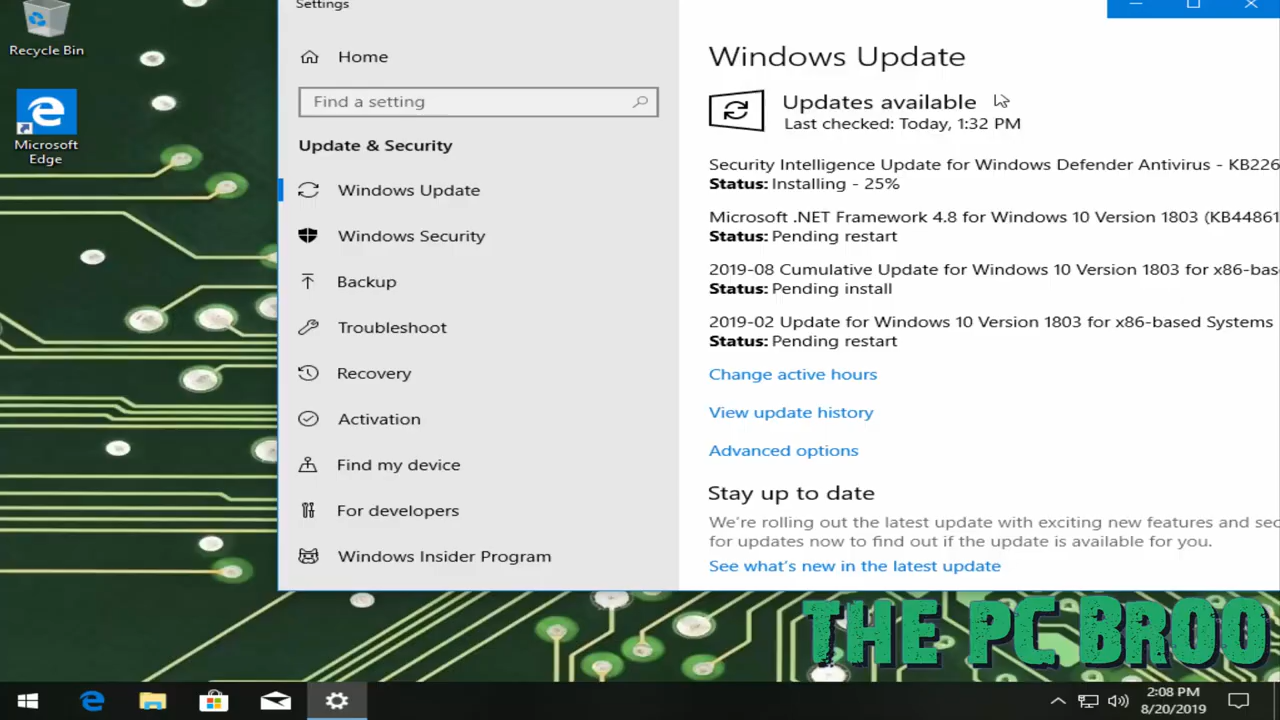 Settings
Recycle Bin
Microsoft
Edge
Home
Find a setting
Update & Security
Windows Update
Windows Security
Backup
Troubleshoot
Recovery
Activation
Find my device
For developers
Windows Insider Program
Windows Update
Updates available
Last checked: Today, 1:32 PM
Security Intelligence Update for Windows Defender Antivirus - KB226
Status: Installing - 25%
Microsoft .NET Framework 4.8 for Windows 10 Version 1803 (KB44861
Status: Pending restart
2019-08 Cumulative Update for Windows 10 Version 1803 for x86-bas
Status: Pending install
2019-02 Update for Windows 10 Version 1803 for x86-based Systems
Status: Pending restart
Change active hours
View update history
Advanced options
Stay up to date
We're rolling out the latest update with exciting new features and sec
for updates now to find out if the update is available for you.
See what's new in the latest update
THE PC BROO
2:08 PM
8/20/2019